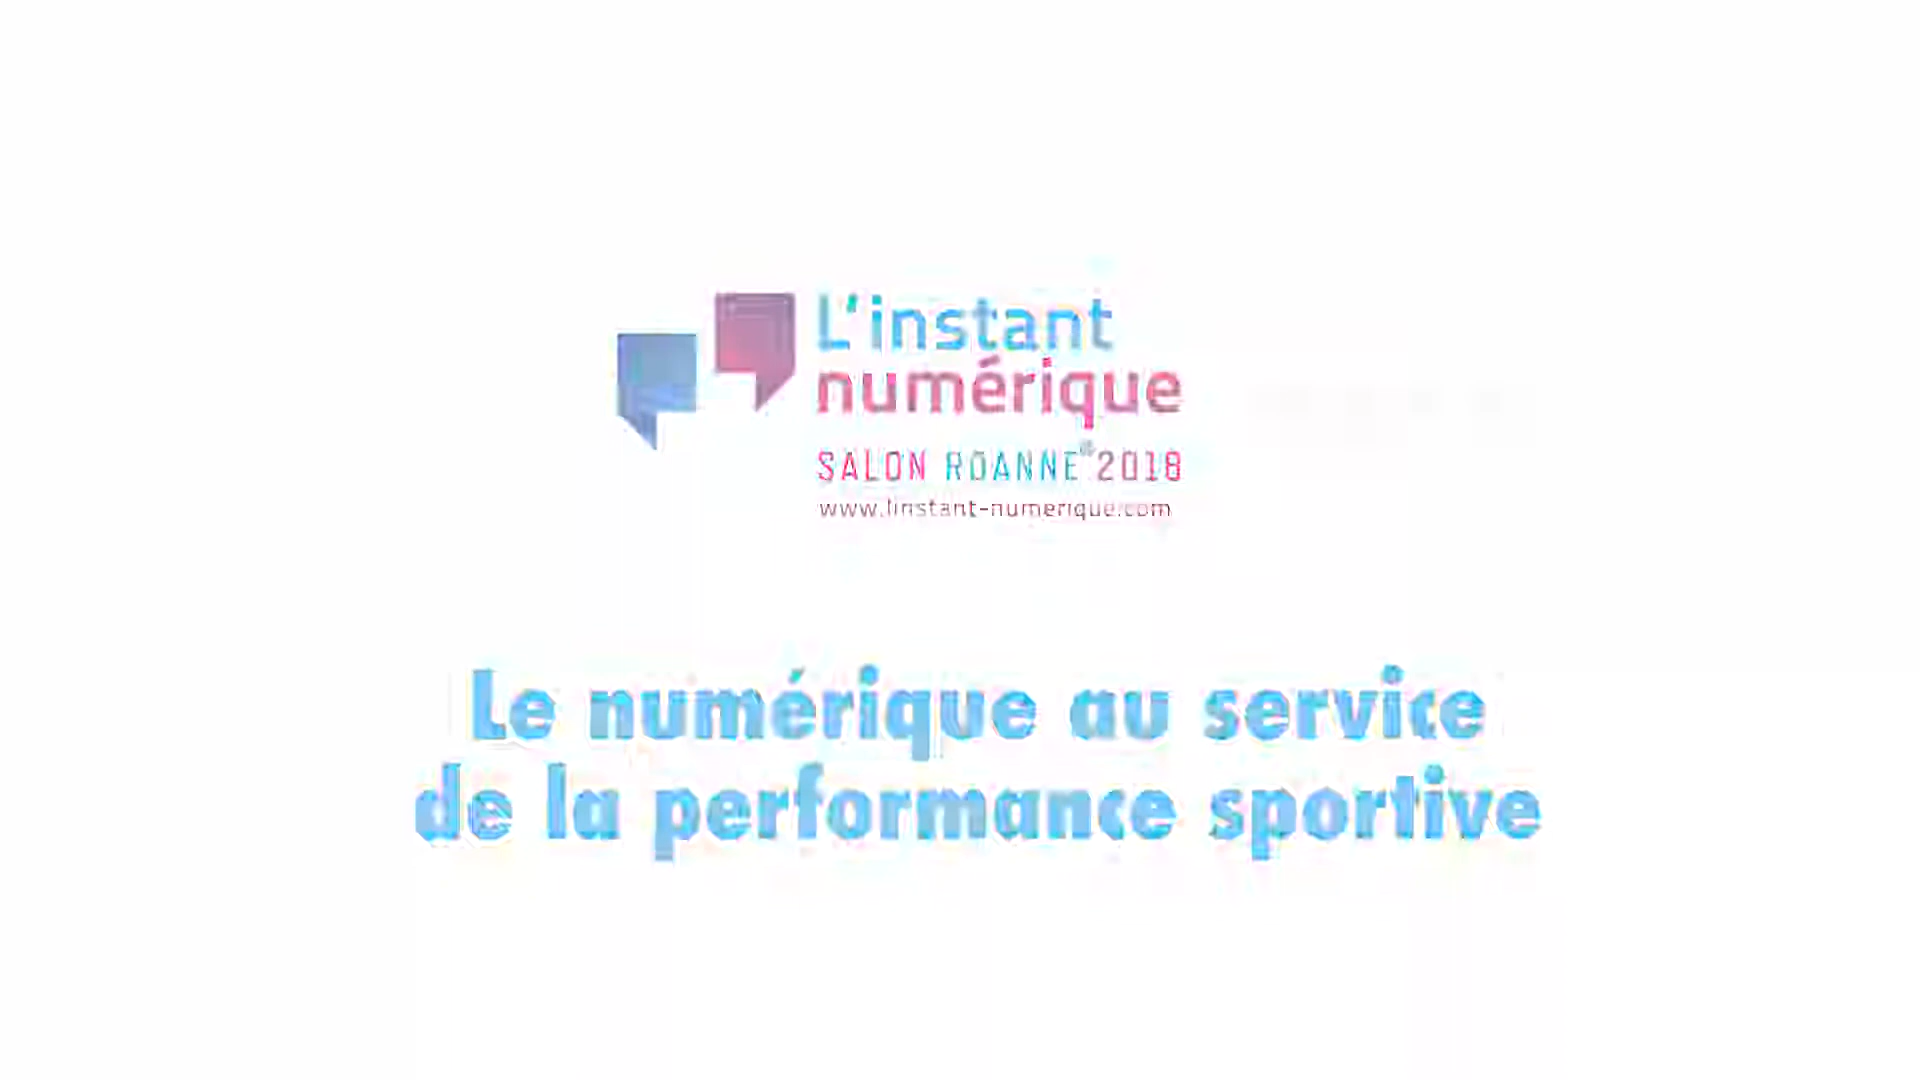 L'instant
numérique
SALON ROANNE 2018
www.linstant-numerique.com
Le numérique au service
de la performance sportive